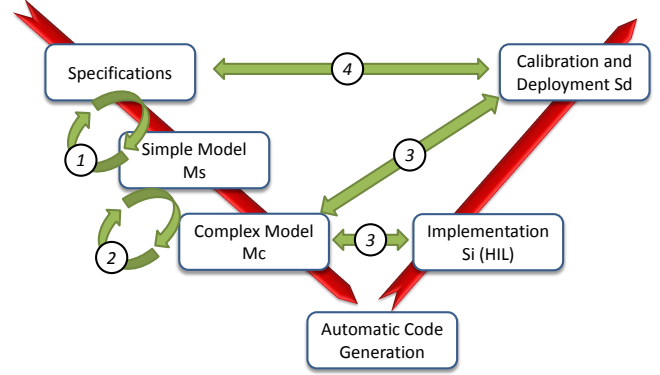 Specifications
4
Calibration and
Deployment Sd
1
Simple Model
Ms
3
2
Complex Model
Mc
3
Implementation
Si (HIL)
Automatic Code
Generation